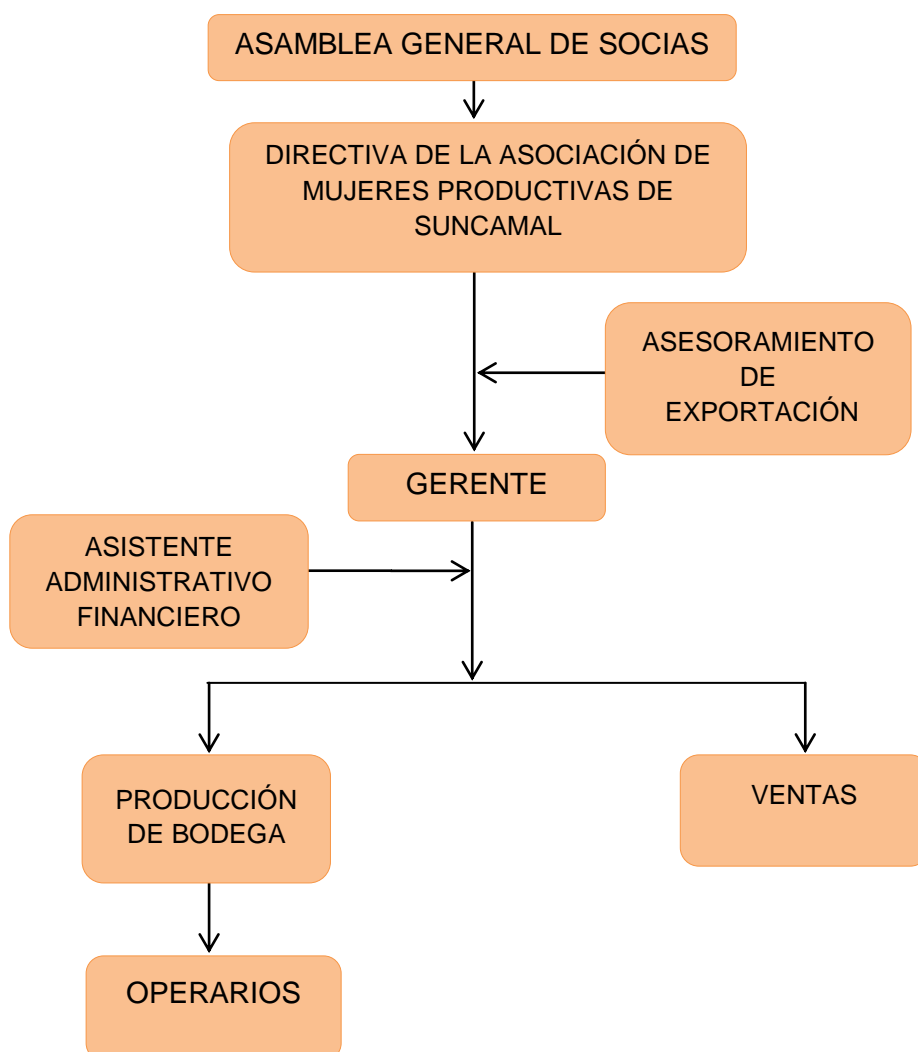 ASAMBLEA GENERAL DE SOCIAS
DIRECTIVA DE LA ASOCIACIÓN DE
MUJERES PRODUCTIVAS DE
SUNCAMAL
ASESORAMIENTO
DE
EXPORTACIÓN
GERENTE
ASISTENTE
ADMINISTRATIVO
FINANCIERO
PRODUCCIÓN
DE BODEGA
VENTAS
OPERARIOS